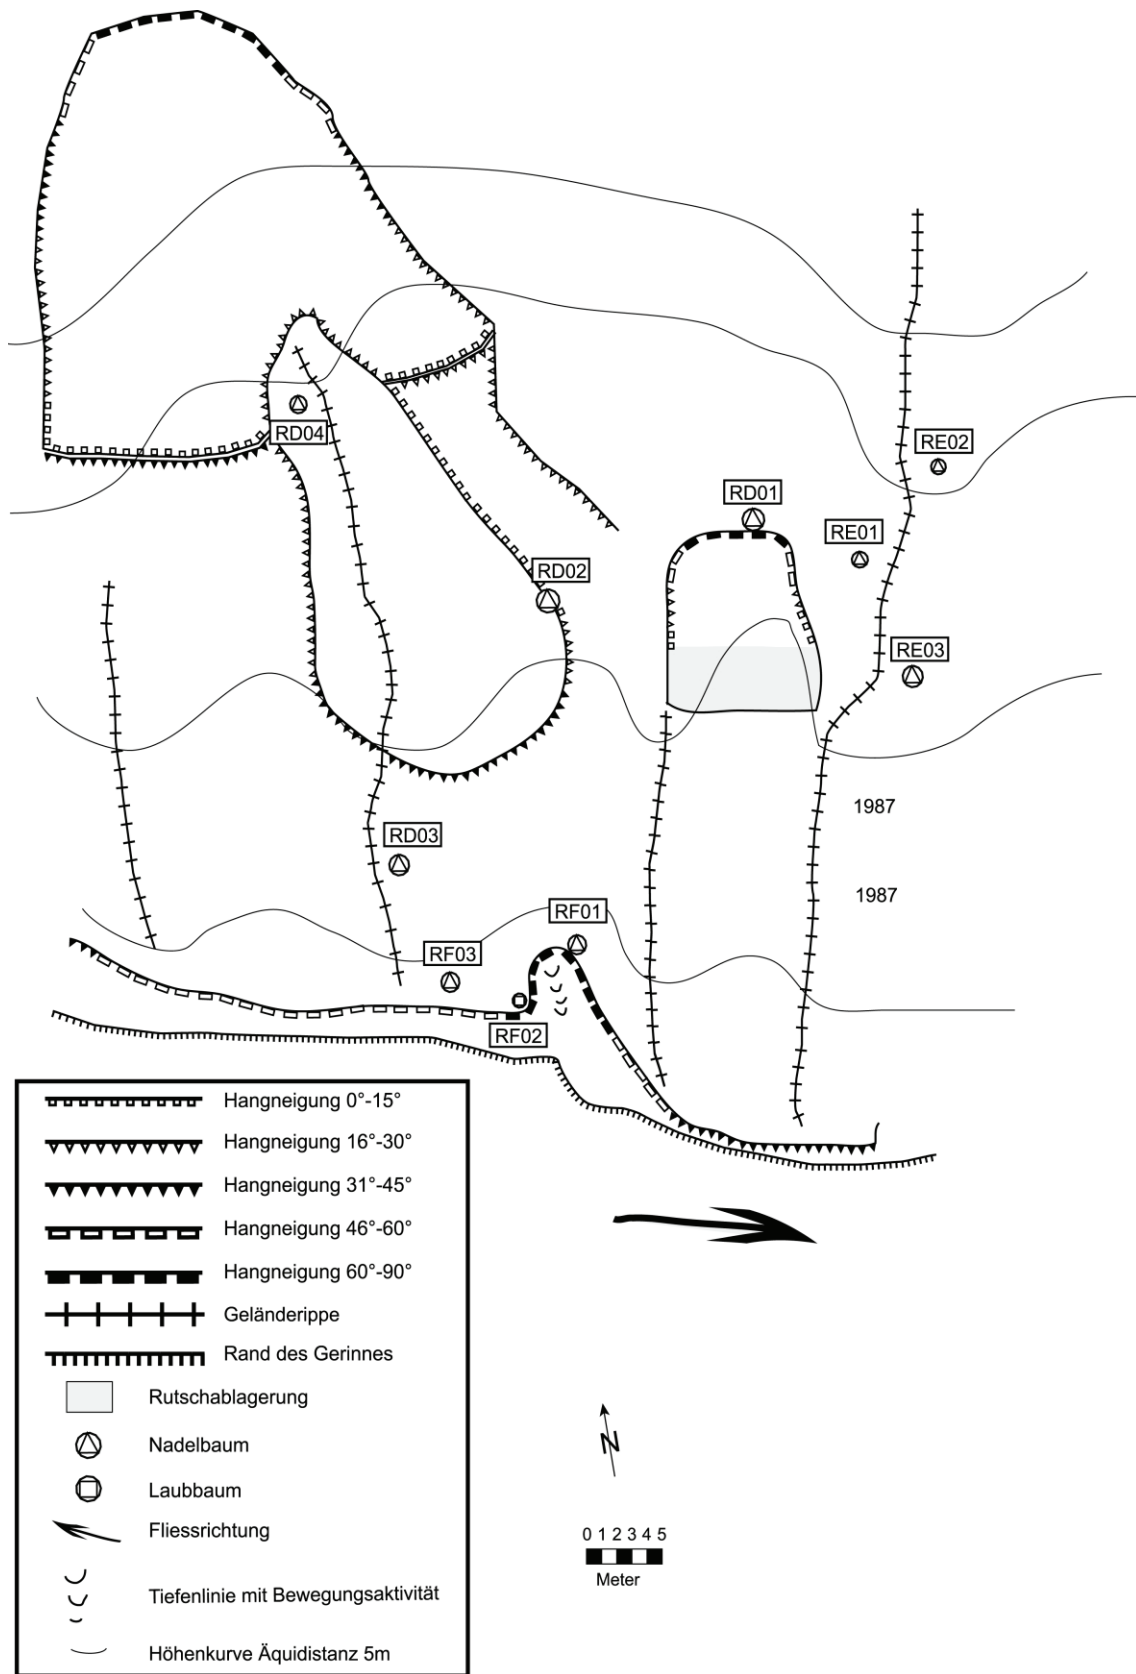 RD04
RE02
RD01
RE01
RD02
RE03
1987
RD03
1987
RF01
RF03
RF02
Hangneigung 0°-15°
Hangneigung 16°-30°
Hangneigung 31°-45°
Hangneigung 46°-60°
Hangneigung 60°-90°
Geländerippe
Rand des Gerinnes
Rutschablagerung
Nadelbaum
Laubbaum
Fliessrichtung
Tiefenlinie mit Bewegungsaktivität
Höhenkurve Äquidistanz 5m
N
0 1 2 3 4 5
Meter